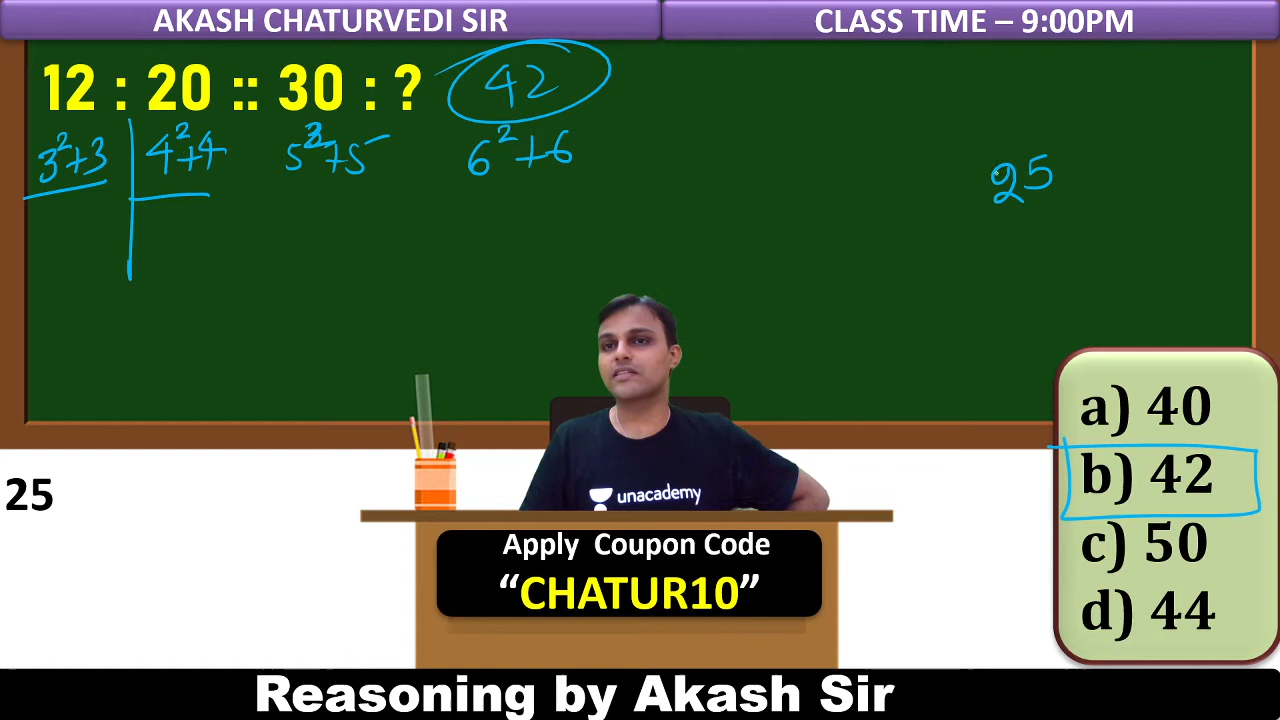 AKASH CHATURVEDI SIR
CLASS TIME – 9:00PM
12 : 20 :: 30 : ? 42
3²+3 4²+4 5²+5 6²+6
25
a) 40
b) 42
c) 50
d) 44
25
unacademy
Apply Coupon Code
“CHATUR10”
Reasoning by Akash Sir